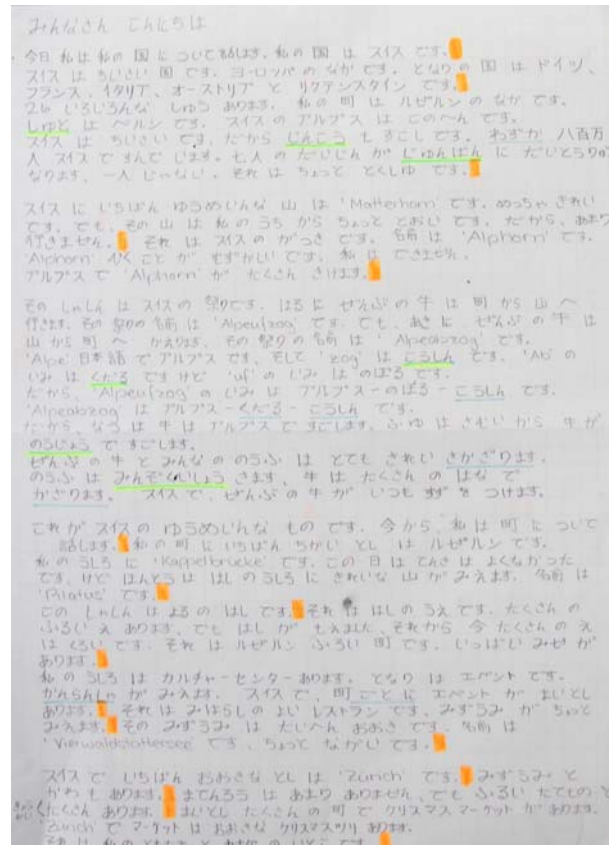 みんなさん こんにちは
今日 私は 私の 国に ついて 話します. 私の 国 は スイス です.
スイス は ちいさい 国 です. ヨーロッパ の なか です. となり の 国 は ドイツ、
フランス、イタリア、オーストリア と リクテンスタイン です.
26 いろいろんな しゅう あります. 私の 町 は ルゼルン の なか です.
しゅと は ベルン です. スイスの アルプス は このへん です.
スイス は ちいさい です, だから じんこう も すこし です. わずか 八百万
人 スイス で すんで います. 七人 の だいじん が じゅんばん に だいとうりょう
なります、一人 じゃない. それ は ちょっと とくしゅ です.
スイス に いちばん ゆうめいんな 山 は 'Matterhorn' です. めっちゃ きれい
です. でも, その 山 は 私の うち から ちょっと とおい です. だから、あまり
行きません. それ は スイス の がっき です. 名前 は 'Alphorn' です.
'Alphorn' ひく こと が むずかしい です. 私 は できません.
アルプス で 'Alphorn' が たくさん きけます.
その しゃしん は スイス の 祭り です. はる に ぜんぶ の 牛 は 町 から 山 へ
行きます. その 祭り の 名前 は 'Alpeufzog' です. でも, あき に ぜんぶ の 牛 は
山 から 町 へ かえります. その 祭り の 名前 は 'Alpeabzog' です.
'Alpe' 日本語 で アルプス です, そして 'zog' は こうしん です. 'Ab' の
いみ は くだる です けど 'uf' の いみ は のぼる です.
だから, 'Alpeufzog' の いみ は アルプス - のぼる - こうしん です.
'Alpeabzog' は アルプス - くだる - こうしん です.
だから, なつ は 牛 は アルプス で すごします. ふゆ は さむい から 牛 が
のうじょう で すごします.
ぜんぶ の 牛 と みんな の のうふ は とても きれい かざります.
のうふ は みんぞくいしょう きます, 牛 は たくさん の はな で
かざります. スイス で, ぜんぶ の 牛 が いつも すず を つけます.
これ が スイス の ゆうめいんな もの です. 今から, 私 は 町 に ついて
話します. 私 の 町 に いちばん ちかい とし は ルゼルン です.
私 の うしろ に 'Kappelbrücke' です. この 日 は てんき は よくなかった
です, けど ほんとう は はし の うしろ に きれいな 山 が みえます. 名前 は
'Pilatus' です.
この しゃしん は よる の はし です. それ は はし の うえ です. たくさん の
ふるい え あります, でも はし が もえました, それから 今 たくさん の え
は くろい です. それ は ルゼルン ふるい 町 です. いっぱい みせ が
あります.
私 の うしろ は カルチャーセンター あります. となり は エベント です.
かんらんしゃ が みえます. スイス で, 町 ごと に エベント が まいとし
あります. それ は みはらし の よい レストラン です, みずうみ が ちょっと
みえます. その みずうみ は たいへん おおき です. 名前 は
'Vierwaldstättersee' です, ちょっと ながい です.
スイス で いちばん おおきな とし は 'Zürich' です. みずうみ と
かわ も あります. まてんろう は あまり ありません, でも ふるい たてもの と
たくさん あります. まいとし たくさん の 町 で クリスマス マーケット が あります.
'Zürich' で マーケット は おおきな クリスマスツリ あります.